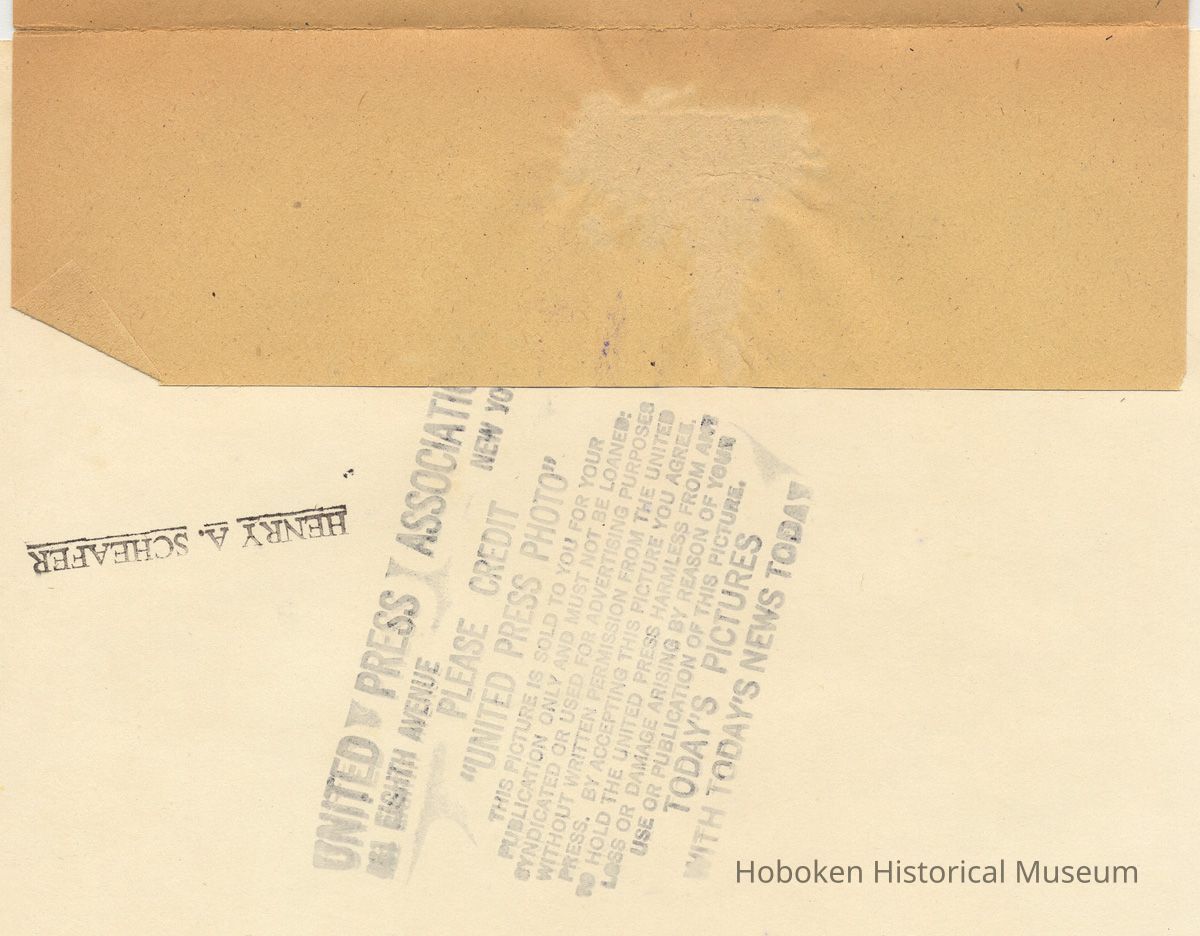 HENRY A. SCHEAFER
UNITED PRESS ASSOCIATIO
461 EIGHTH AVENUE NEW YO
PLEASE CREDIT
"UNITED PRESS PHOTO"
THIS PICTURE IS SOLD TO YOU FOR YOUR
PUBLICATION ONLY AND MUST NOT BE LOANED:
SYNDICATED OR USED FOR ADVERTISING PURPOSES
WITHOUT WRITTEN PERMISSION FROM THE UNITED
PRESS. BY ACCEPTING THIS PICTURE YOU AGREE,
TO HOLD THE UNITED PRESS HARMLESS FROM ANY
LOSS OR DAMAGE ARISING BY REASON OF YOUR
USE OR PUBLICATION OF THIS PICTURE.
TODAY'S PICTURES
WITH TODAY'S NEWS TODAY
Hoboken Historical Museum